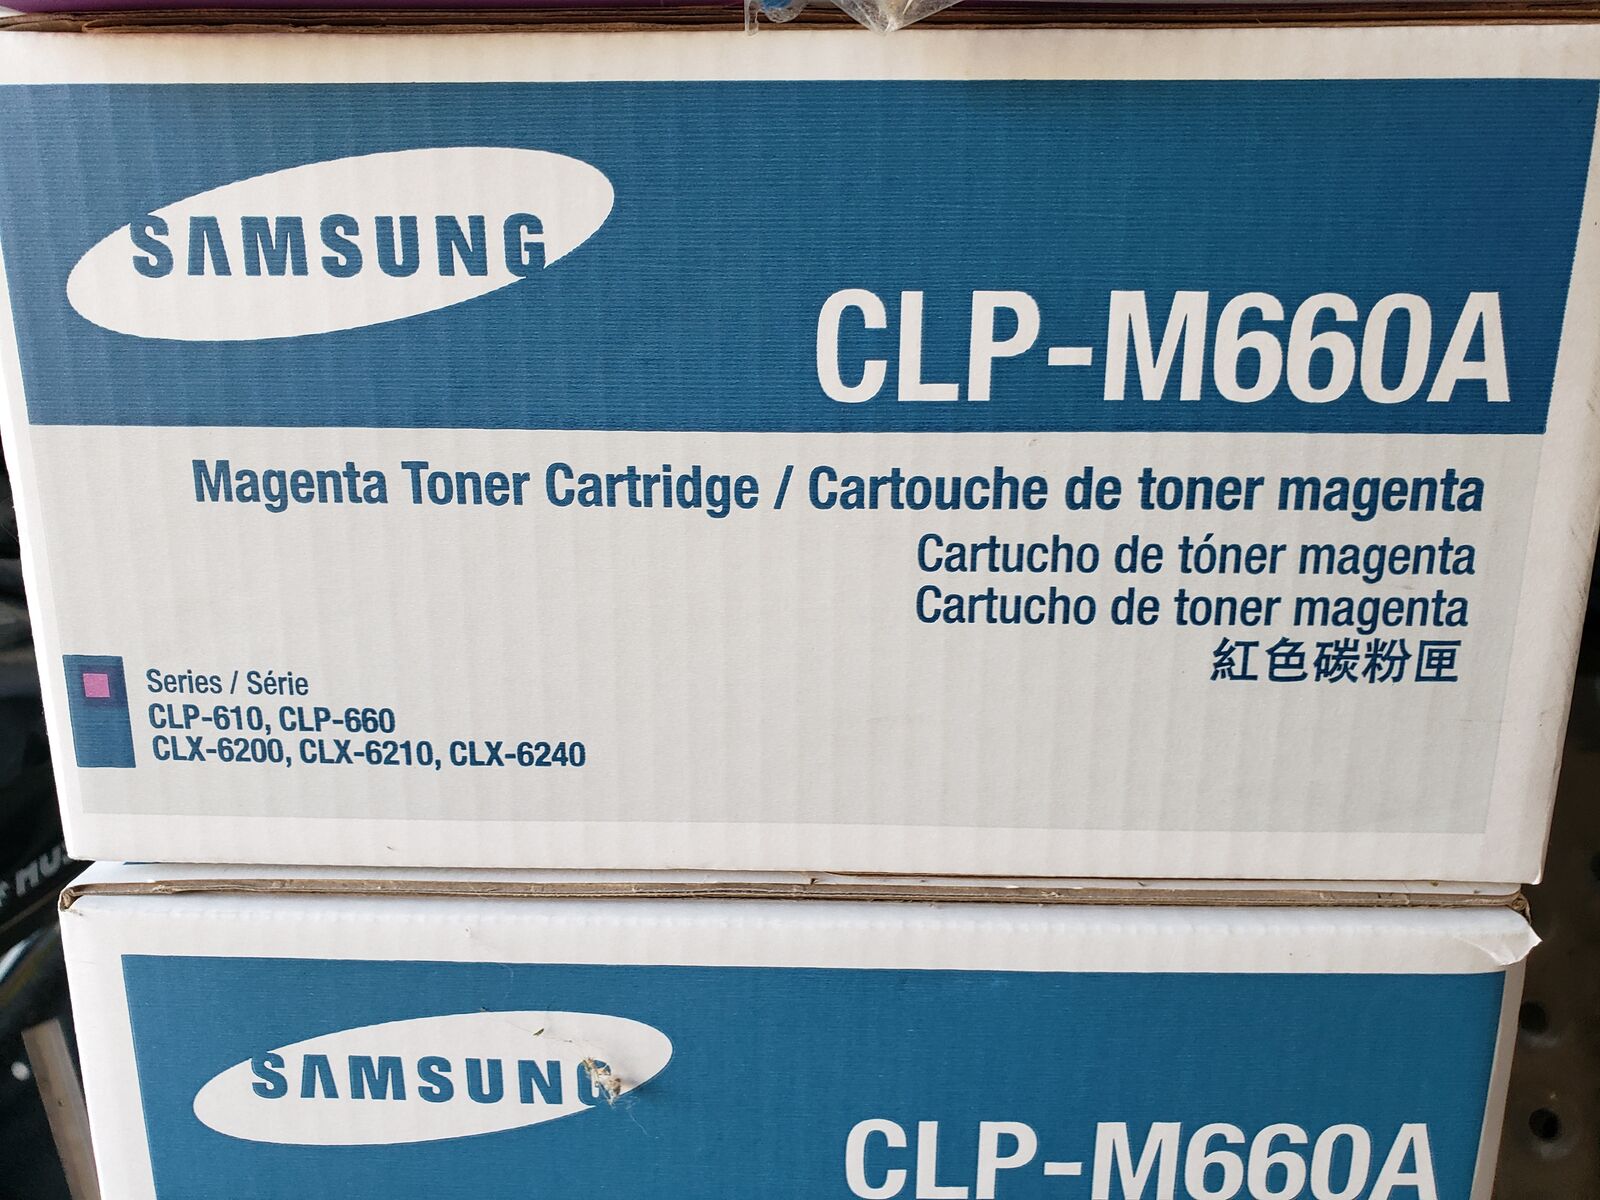 SAMSUNG
CLP-M660A
Magenta Toner Cartridge / Cartouche de toner magenta
Cartucho de tóner magenta
Cartucho de toner magenta
紅色碳粉匣
Series / Série
CLP-610, CLP-660
CLX-6200, CLX-6210, CLX-6240
SAMSUNG
CLP-M660A